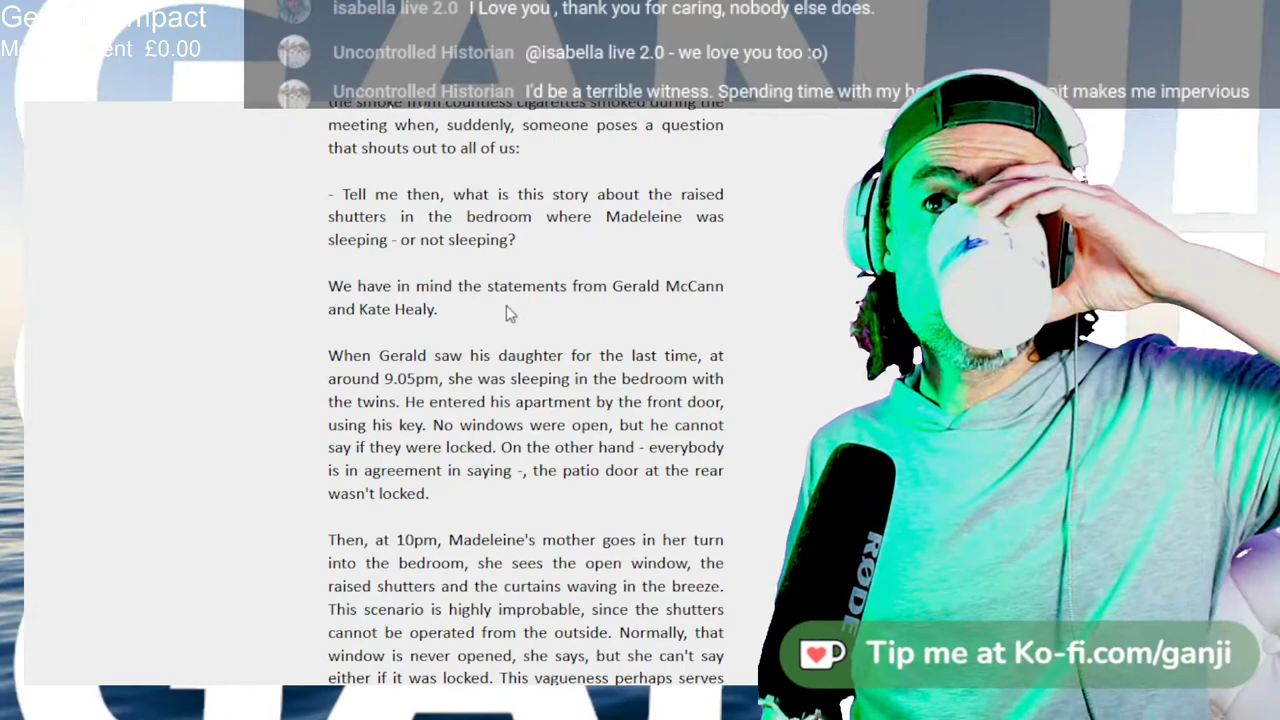 isabella live 2.0 I Love you , thank you for caring, nobody else does.
Uncontrolled Historian @isabella live 2.0 - we love you too :o)
Uncontrolled Historian I'd be a terrible witness. Spending time with my makes me impervious
£0.00
the smoke from countless cigarettes smoked during the
meeting when, suddenly, someone poses a question
that shouts out to all of us:
- Tell me then, what is this story about the raised
shutters in the bedroom where Madeleine was
sleeping - or not sleeping?
We have in mind the statements from Gerald McCann
and Kate Healy.
When Gerald saw his daughter for the last time, at
around 9.05pm, she was sleeping in the bedroom with
the twins. He entered his apartment by the front door,
using his key. No windows were open, but he cannot
say if they were locked. On the other hand - everybody
is in agreement in saying -, the patio door at the rear
wasn't locked.
Then, at 10pm, Madeleine's mother goes in her turn
into the bedroom, she sees the open window, the
raised shutters and the curtains waving in the breeze.
This scenario is highly improbable, since the shutters
cannot be operated from the outside. Normally, that
window is never opened, she says, but she can't say
either if it was locked. This vagueness perhaps serves
RØDE
Tip me at Ko-fi.com/ganji